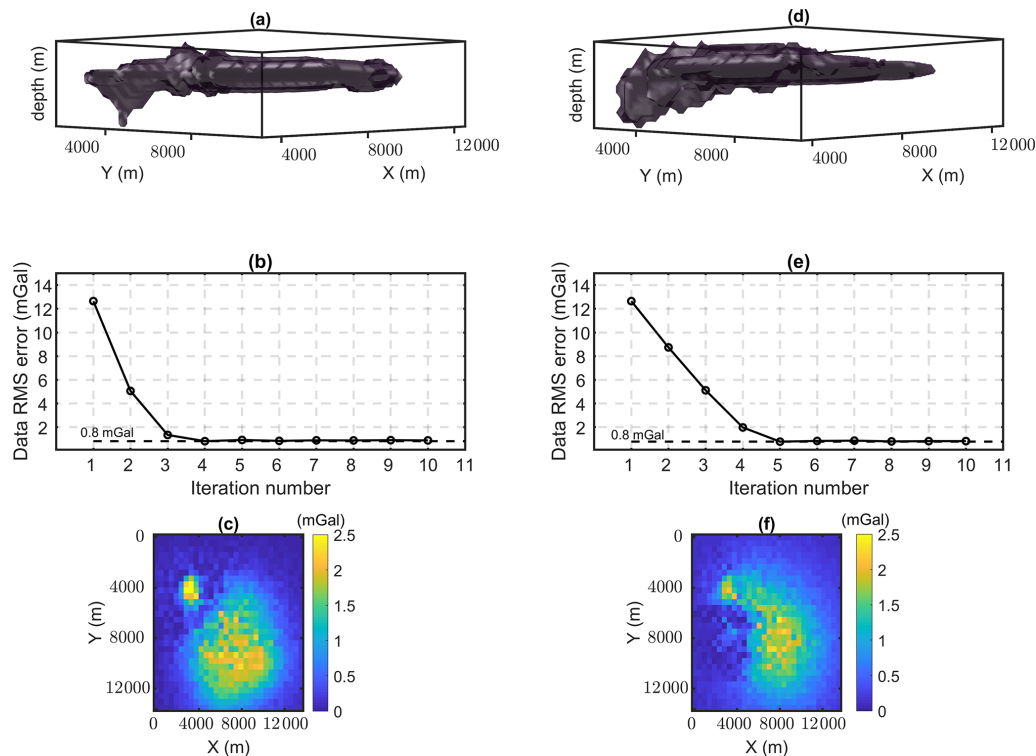 (a)
depth (m)
4000
8000
Y (m)
4000
8000
12000
X (m)
(d)
depth (m)
4000
8000
Y (m)
4000
8000
12000
X (m)
(b)
Data RMS error (mGal)
14
12
10
8
6
4
2
0.8 mGal
1 2 3 4 5 6 7 8 9 10 11
Iteration number
(e)
Data RMS error (mGal)
14
12
10
8
6
4
2
0.8 mGal
1 2 3 4 5 6 7 8 9 10 11
Iteration number
(c)
(mGal)
Y (m)
0
4000
8000
12000
0 4000 8000 12000
X (m)
2.5
2
1.5
1
0.5
0
(f)
(mGal)
Y (m)
0
4000
8000
12000
0 4000 8000 12000
X (m)
2.5
2
1.5
1
0.5
0